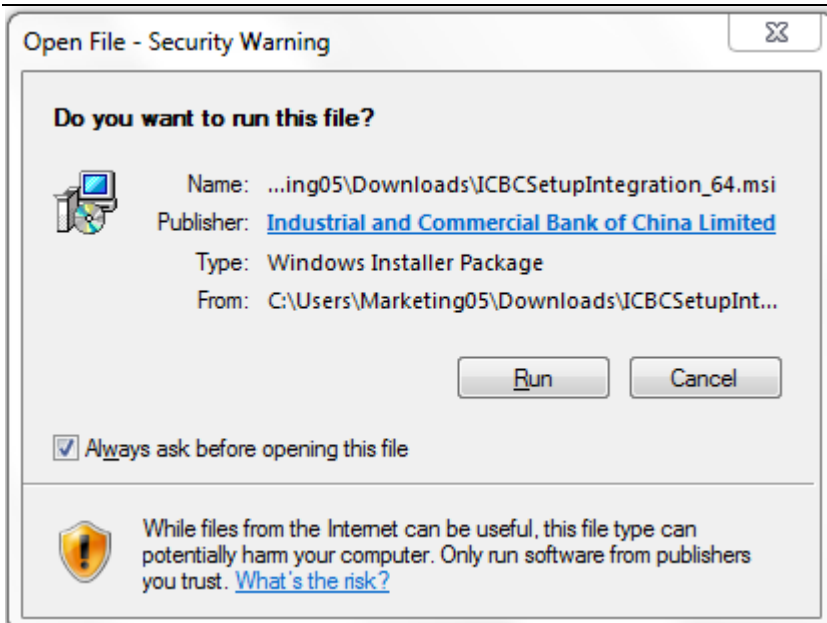 Open File - Security Warning
Do you want to run this file?
Name: ...ing05\Downloads\ICBCSetupIntegration_64.msi
Publisher: Industrial and Commercial Bank of China Limited
Type: Windows Installer Package
From: C:\Users\Marketing05\Downloads\ICBCSetupInt...
Run Cancel
Always ask before opening this file
While files from the Internet can be useful, this file type can
potentially harm your computer. Only run software from publishers
you trust. What's the risk?